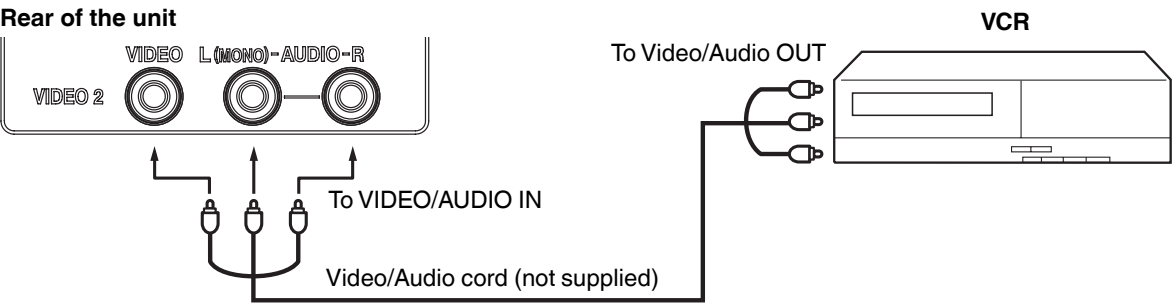 Rear of the unit
VCR
VIDEO L (MONO)-AUDIO-R
To Video/Audio OUT
VIDEO 2
To VIDEO/AUDIO IN
Video/Audio cord (not supplied)